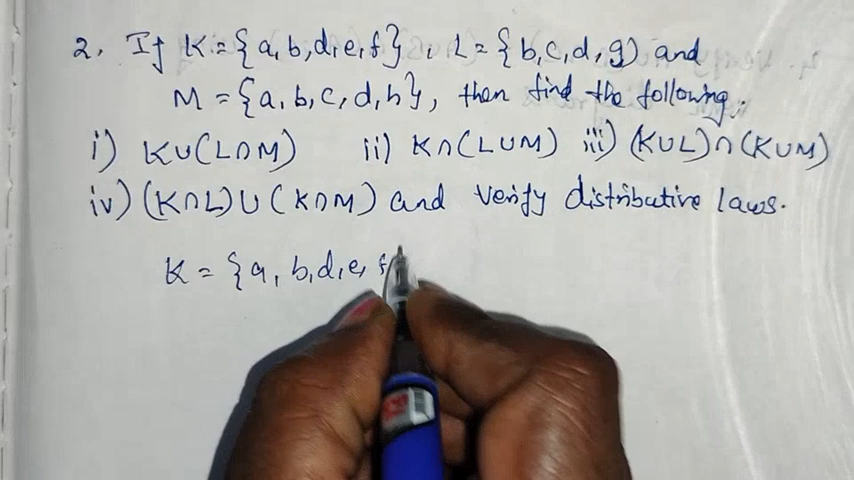 2. If K = {a, b, d, e, f} , L = {b, c, d, g} and
M = {a, b, c, d, h}, then find the following.
i) K∪(L∩M) ii) K∩(L∪M) iii) (K∪L)∩(K∪M)
iv) (K∩L)∪(K∩M) and verify distributive laws.
K = {a, b, d, e, f